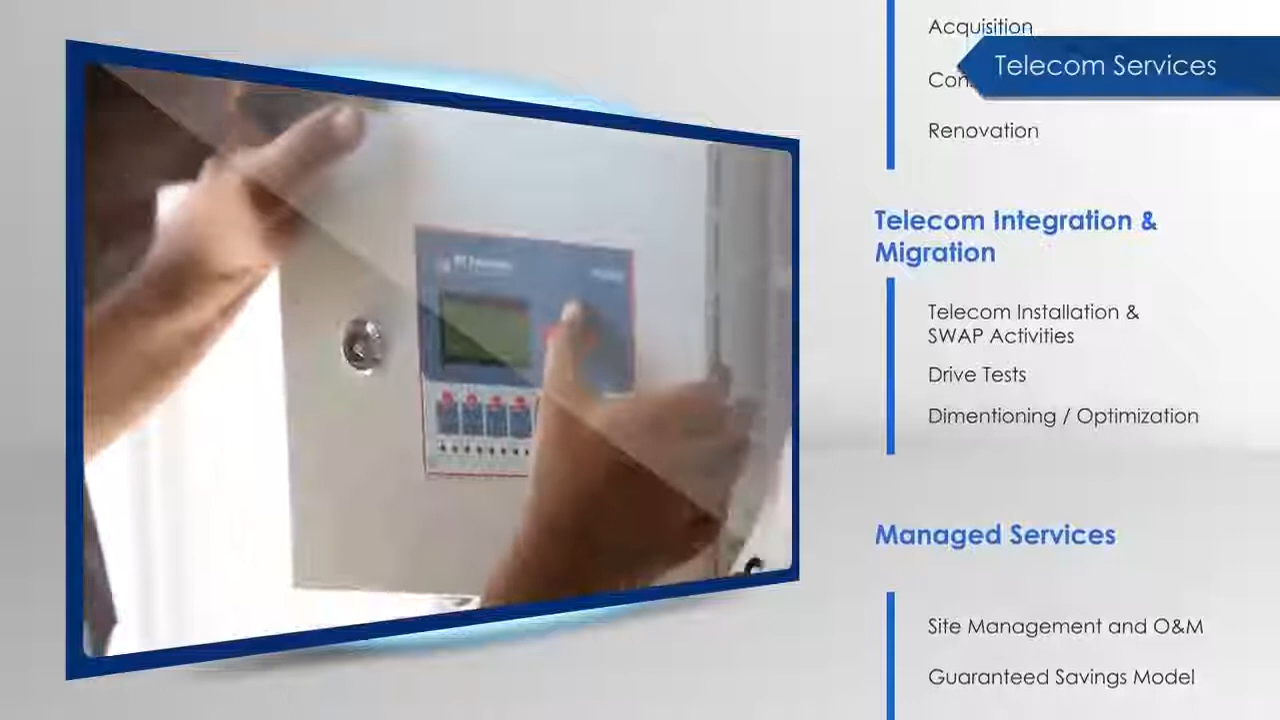 Acquisition
Telecom Services
Renovation
Telecom Integration &
Migration
Telecom Installation &
SWAP Activities
Drive Tests
Dimentioning / Optimization
Managed Services
Site Management and O&M
Guaranteed Savings Model